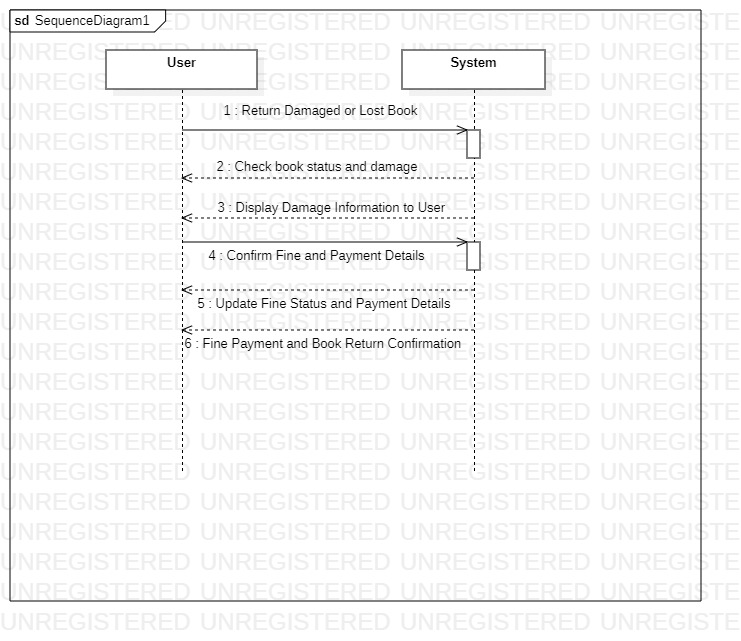 sd SequenceDiagram1
User
System
1 : Return Damaged or Lost Book
2 : Check book status and damage
3 : Display Damage Information to User
4 : Confirm Fine and Payment Details
5 : Update Fine Status and Payment Details
6 : Fine Payment and Book Return Confirmation
UNREGISTERED